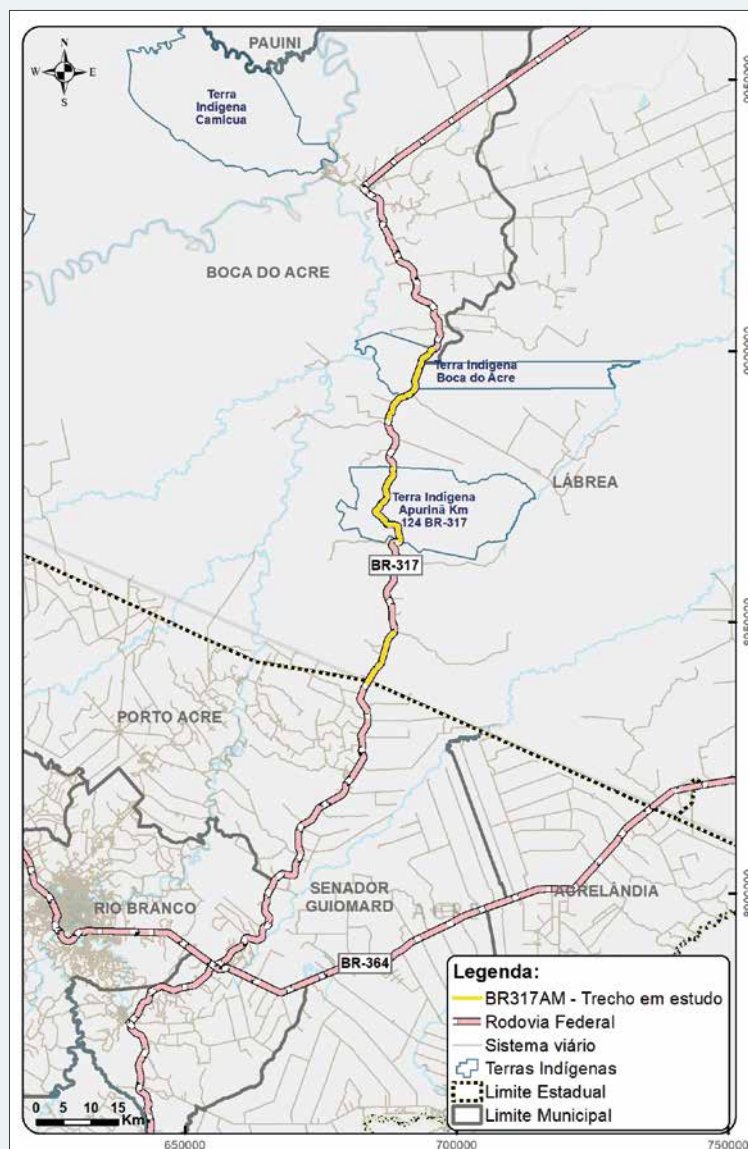 N
W E
S
PAUINI
Terra
Indígena
Camicua
BOCA DO ACRE
Terra Indígena
Boca do Acre
LÁBREA
Terra Indígena
Apurinã Km
124 BR-317
BR-317
PORTO ACRE
RIO BRANCO
SENADOR
GUIOMARD
ACRELÂNDIA
BR-364
Legenda:
BR317AM - Trecho em estudo
Rodovia Federal
Sistema viário
Terras Indígenas
Limite Estadual
Limite Municipal
0 5 10 15
Km
650000 700000 750000